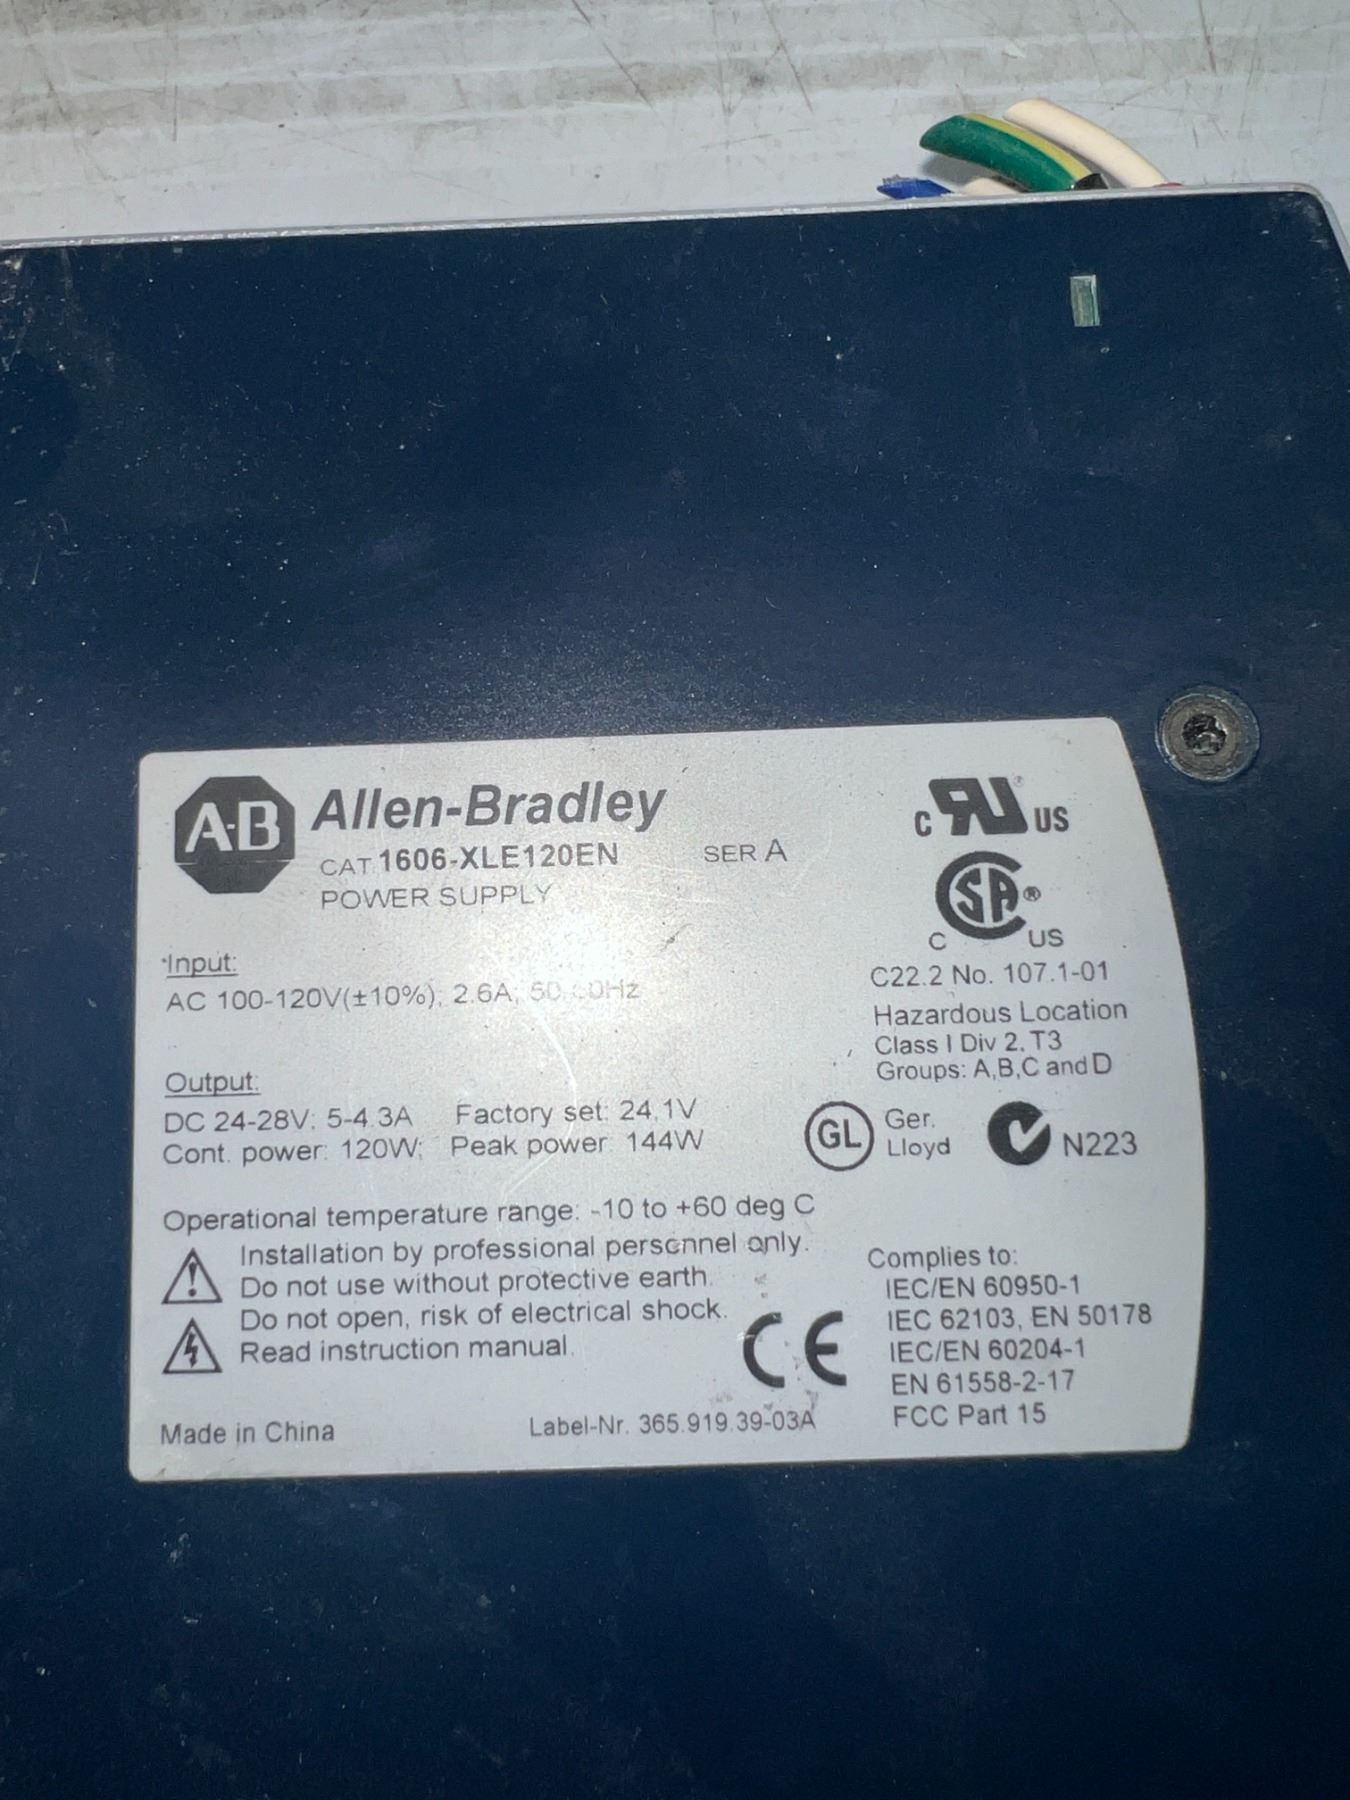 A-B Allen-Bradley
CAT. 1606-XLE120EN SER A
POWER SUPPLY
Input:
AC 100-120V(±10%); 2.6A; 50
Output:
DC 24-28V: 5-4.3A Factory set: 24.1V
Cont. power: 120W; Peak power 144W
Operational temperature range: -10 to +60 deg C
Installation by professional personnel only.
Do not use without protective earth.
Do not open, risk of electrical shock.
Read instruction manual.
CE
Made in China
Label-Nr. 365.919.39-03A
C RU ® US
C SA ® US
C22.2 No. 107.1-01
Hazardous Location
Class I Div 2. T3
Groups: A,B,C and D
GL Ger.
Lloyd
N223
Complies to:
IEC/EN 60950-1
IEC 62103, EN 50178
IEC/EN 60204-1
EN 61558-2-17
FCC Part 15